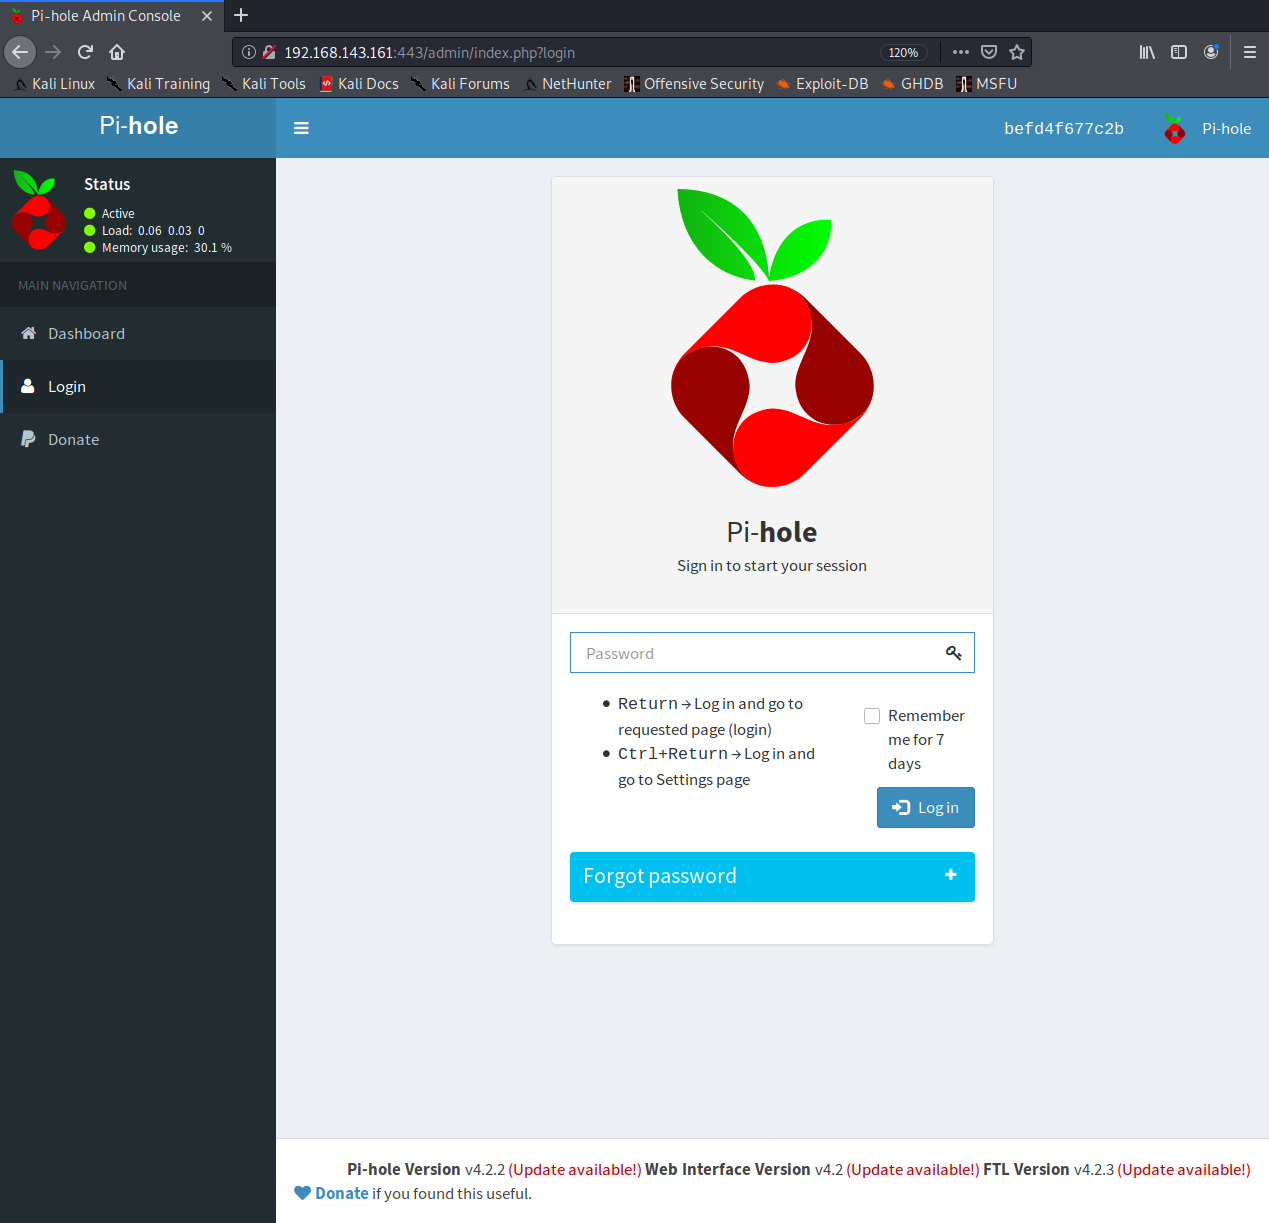 Pi-hole Admin Console
192.168.143.161:443/admin/index.php?login
120%
Kali Linux Kali Training Kali Tools Kali Docs Kali Forums NetHunter Offensive Security Exploit-DB GHDB MSFU
Pi-hole
befd4f677c2b
Pi-hole
Status
Active
Load: 0.06 0.03 0
Memory usage: 30.1 %
MAIN NAVIGATION
Dashboard
Login
Donate
Pi-hole
Sign in to start your session
Password
Return → Log in and go to
requested page (login)
Ctrl+Return → Log in and
go to Settings page
Remember
me for 7
days
Log in
Forgot password
Pi-hole Version v4.2.2 (Update available!) Web Interface Version v4.2 (Update available!) FTL Version v4.2.3 (Update available!)
Donate if you found this useful.